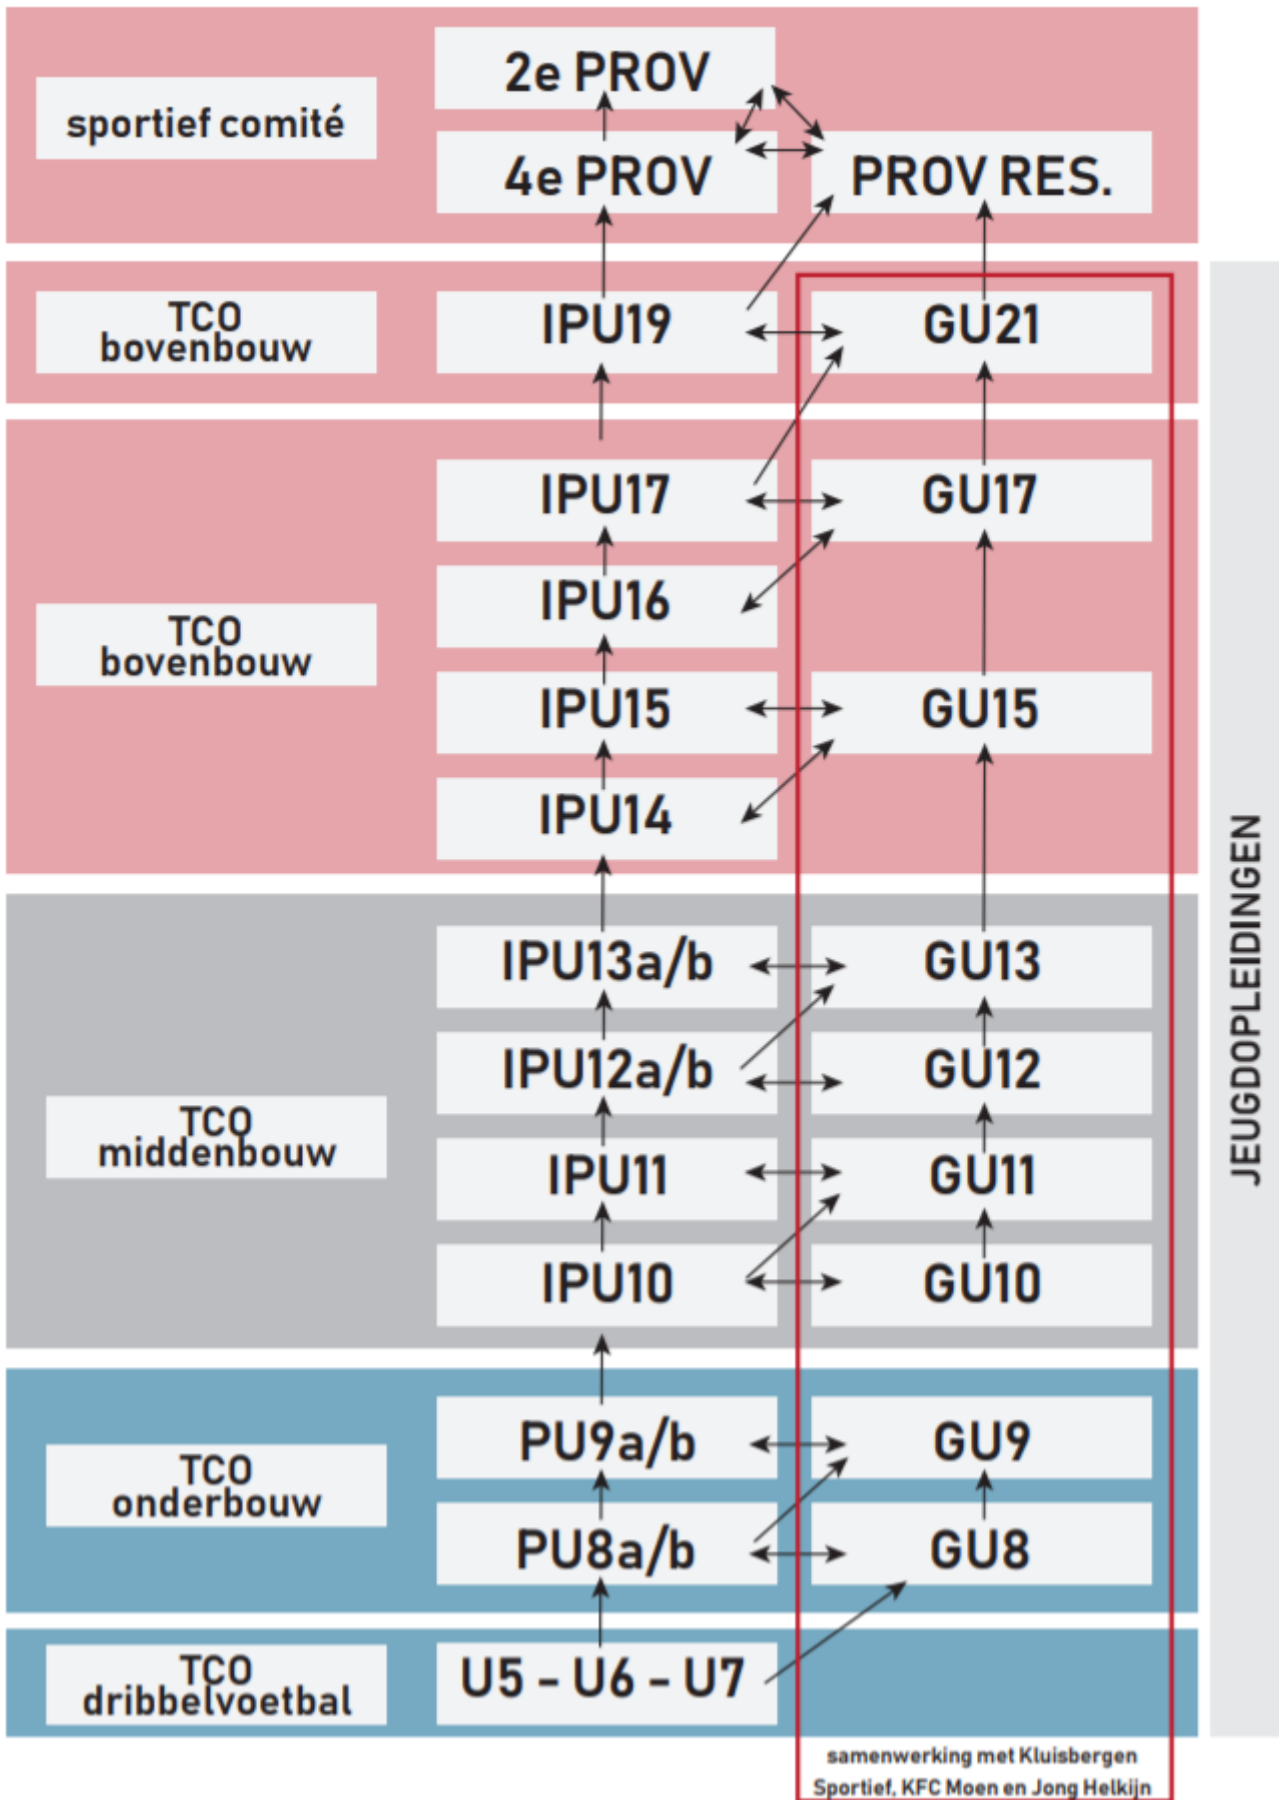 2e PROV
sportief comité
4e PROV
PROV RES.
TCO
bovenbouw
IPU19
GU21
IPU17
GU17
IPU16
TCO
bovenbouw
IPU15
GU15
IPU14
IPU13a/b
GU13
IPU12a/b
GU12
TCO
middenbouw
IPU11
GU11
IPU10
GU10
PU9a/b
GU9
TCO
onderbouw
PU8a/b
GU8
TCO
dribbelvoetbal
U5 - U6 - U7
JEUGDOPLEIDINGEN
samenwerking met Kluisbergen
Sportief, KFC Moen en Jong Helkijn